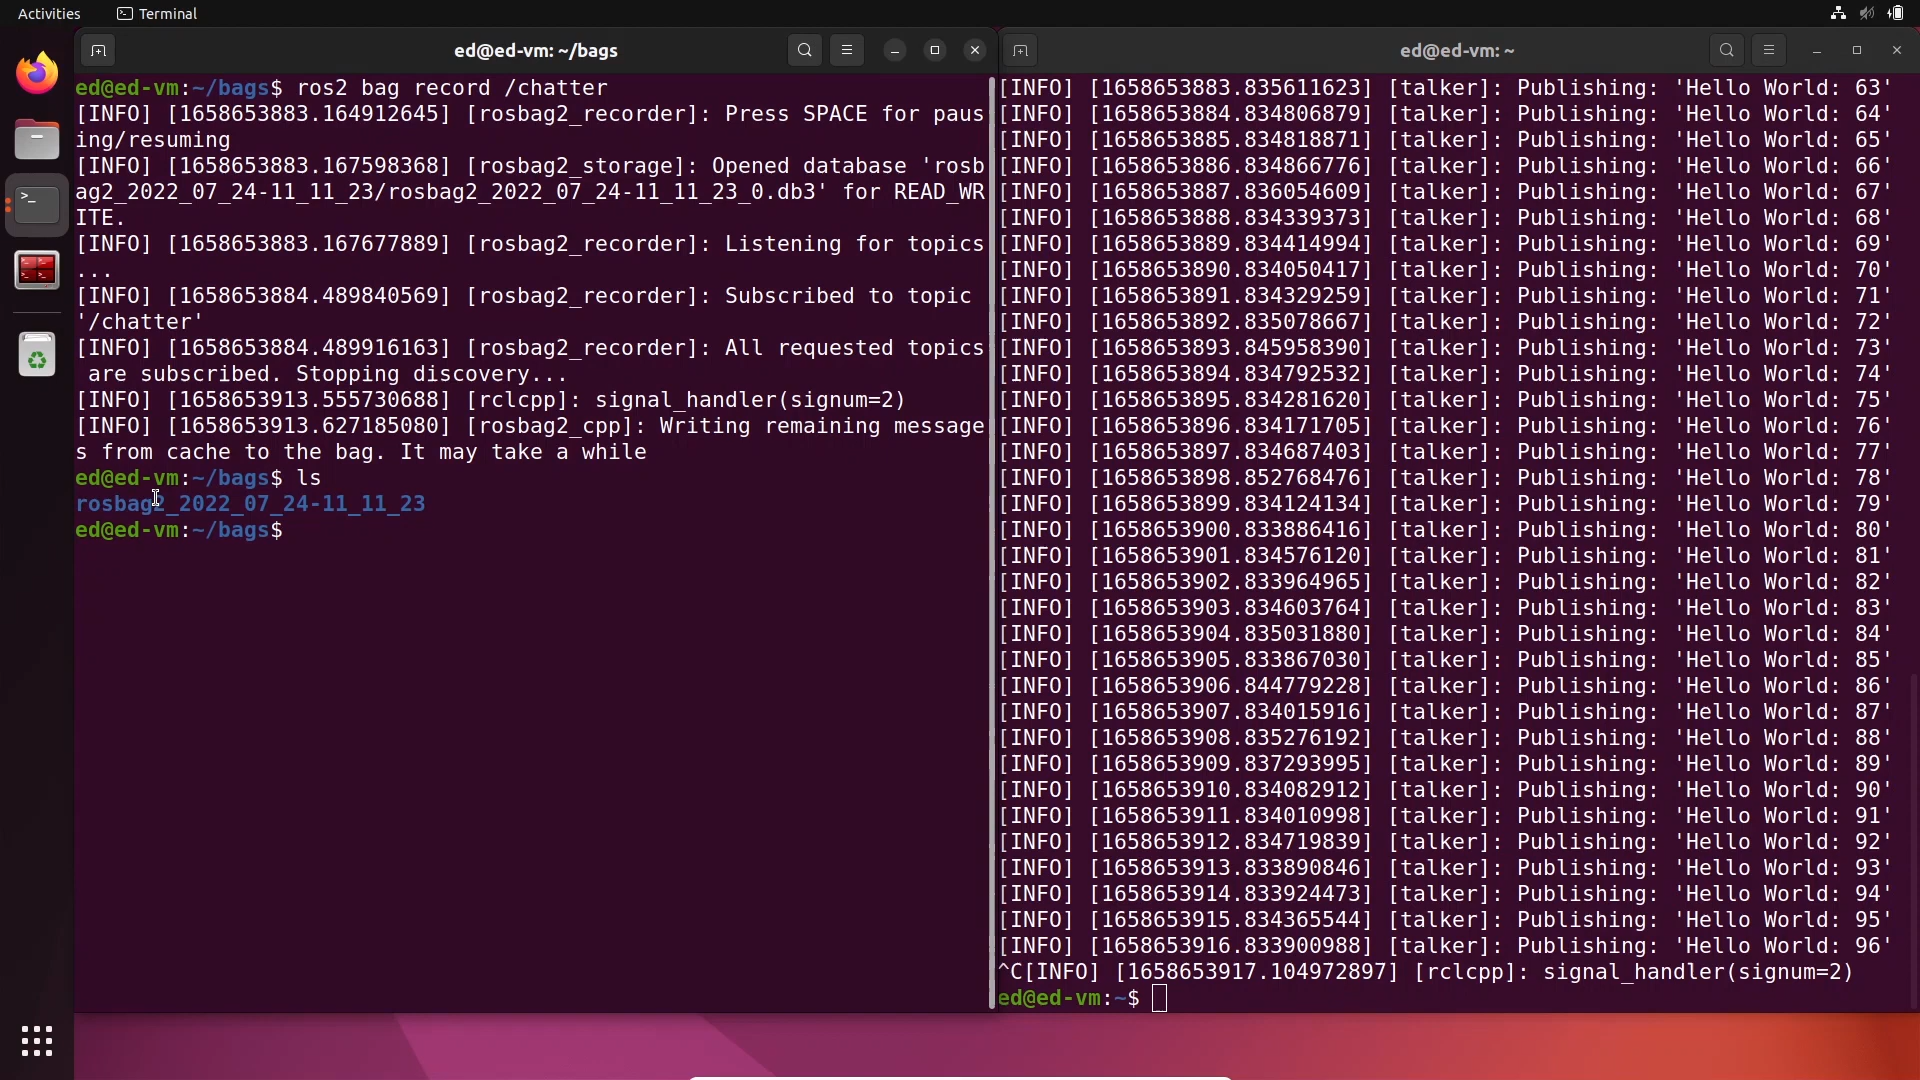 Activities Terminal
ed@ed-vm: ~/bags
ed@ed-vm:~/bags$ ros2 bag record /chatter
[INFO] [1658653883.164912645] [rosbag2_recorder]: Press SPACE for paus
ing/resuming
[INFO] [1658653883.167598368] [rosbag2_storage]: Opened database 'rosb
ag2_2022_07_24-11_11_23/rosbag2_2022_07_24-11_11_23_0.db3' for READ_WR
ITE.
[INFO] [1658653883.167677889] [rosbag2_recorder]: Listening for topics
...
[INFO] [1658653884.489840569] [rosbag2_recorder]: Subscribed to topic
'/chatter'
[INFO] [1658653884.489916163] [rosbag2_recorder]: All requested topics
are subscribed. Stopping discovery...
[INFO] [1658653913.555730688] [rclcpp]: signal_handler(signum=2)
[INFO] [1658653913.627185080] [rosbag2_cpp]: Writing remaining message
s from cache to the bag. It may take a while
ed@ed-vm:~/bags$ ls
rosbag2_2022_07_24-11_11_23
ed@ed-vm:~/bags$
ed@ed-vm: ~
[INFO] [1658653883.835611623] [talker]: Publishing: 'Hello World: 63'
[INFO] [1658653884.834806879] [talker]: Publishing: 'Hello World: 64'
[INFO] [1658653885.834818871] [talker]: Publishing: 'Hello World: 65'
[INFO] [1658653886.834866776] [talker]: Publishing: 'Hello World: 66'
[INFO] [1658653887.836054609] [talker]: Publishing: 'Hello World: 67'
[INFO] [1658653888.834339373] [talker]: Publishing: 'Hello World: 68'
[INFO] [1658653889.834414994] [talker]: Publishing: 'Hello World: 69'
[INFO] [1658653890.834050417] [talker]: Publishing: 'Hello World: 70'
[INFO] [1658653891.834329259] [talker]: Publishing: 'Hello World: 71'
[INFO] [1658653892.835078667] [talker]: Publishing: 'Hello World: 72'
[INFO] [1658653893.845958390] [talker]: Publishing: 'Hello World: 73'
[INFO] [1658653894.834792532] [talker]: Publishing: 'Hello World: 74'
[INFO] [1658653895.834281620] [talker]: Publishing: 'Hello World: 75'
[INFO] [1658653896.834171705] [talker]: Publishing: 'Hello World: 76'
[INFO] [1658653897.834687403] [talker]: Publishing: 'Hello World: 77'
[INFO] [1658653898.852768476] [talker]: Publishing: 'Hello World: 78'
[INFO] [1658653899.834124134] [talker]: Publishing: 'Hello World: 79'
[INFO] [1658653900.833886416] [talker]: Publishing: 'Hello World: 80'
[INFO] [1658653901.834576120] [talker]: Publishing: 'Hello World: 81'
[INFO] [1658653902.833964965] [talker]: Publishing: 'Hello World: 82'
[INFO] [1658653903.834603764] [talker]: Publishing: 'Hello World: 83'
[INFO] [1658653904.835031880] [talker]: Publishing: 'Hello World: 84'
[INFO] [1658653905.833867030] [talker]: Publishing: 'Hello World: 85'
[INFO] [1658653906.844779228] [talker]: Publishing: 'Hello World: 86'
[INFO] [1658653907.834015916] [talker]: Publishing: 'Hello World: 87'
[INFO] [1658653908.835276192] [talker]: Publishing: 'Hello World: 88'
[INFO] [1658653909.837293995] [talker]: Publishing: 'Hello World: 89'
[INFO] [1658653910.834082912] [talker]: Publishing: 'Hello World: 90'
[INFO] [1658653911.834010998] [talker]: Publishing: 'Hello World: 91'
[INFO] [1658653912.834719839] [talker]: Publishing: 'Hello World: 92'
[INFO] [1658653913.833890846] [talker]: Publishing: 'Hello World: 93'
[INFO] [1658653914.833924473] [talker]: Publishing: 'Hello World: 94'
[INFO] [1658653915.834365544] [talker]: Publishing: 'Hello World: 95'
[INFO] [1658653916.833900988] [talker]: Publishing: 'Hello World: 96'
^C[INFO] [1658653917.104972897] [rclcpp]: signal_handler(signum=2)
ed@ed-vm:~$